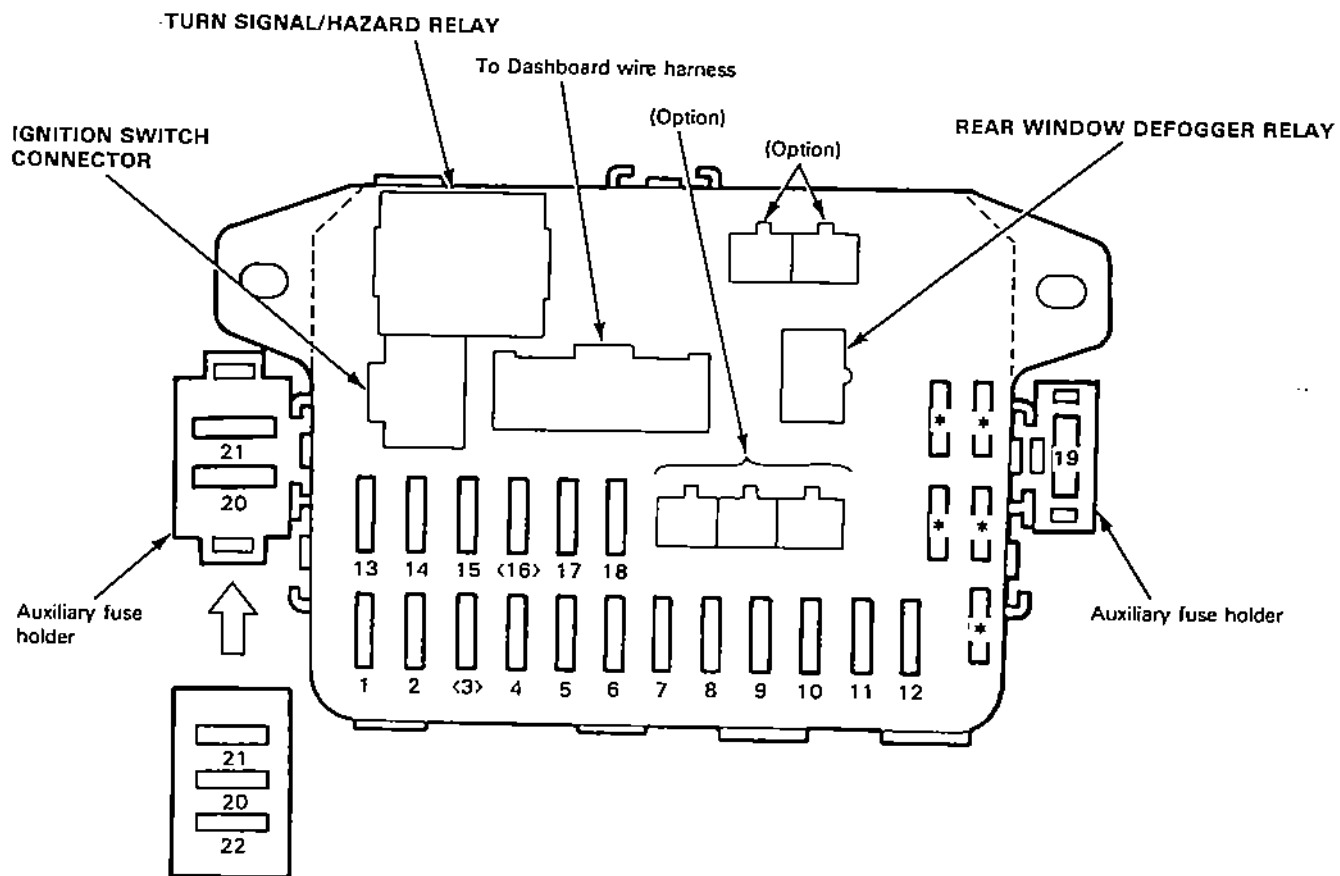 TURN SIGNAL/HAZARD RELAY
To Dashboard wire harness
(Option)
(Option)
REAR WINDOW DEFOGGER RELAY
IGNITION SWITCH
CONNECTOR
21
20
19
*
*
*
*
*
13 14 15 <16> 17 18
Auxiliary fuse
holder
Auxiliary fuse holder
1 2 <3> 4 5 6 7 8 9 10 11 12
21
20
22